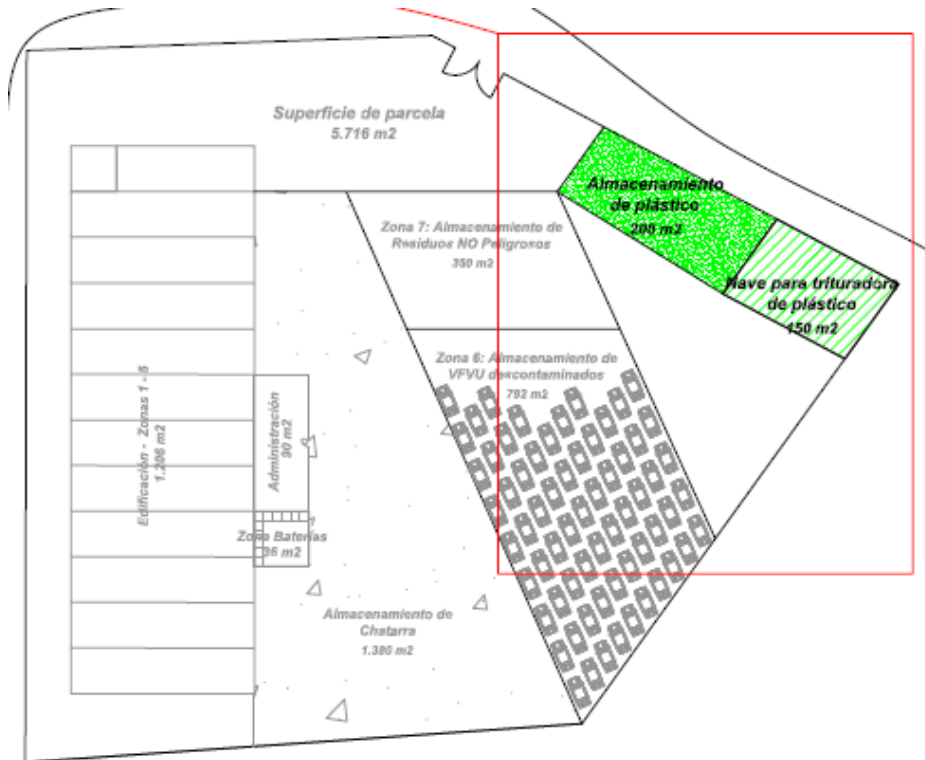 Superficie de parcela
5.716 m2
Almacenamiento
de plástico
205 m2
Nave para trituradora
de plástico
150 m2
Zona 7: Almacenamiento de
Residuos NO Peligrosos
350 m2
Zona 6: Almacenamiento de
VFVU descontaminados
792 m2
Edificación - Zonas 1 - 5
1.206 m2
Administración
90 m2
Zona Baterías
36 m2
Almacenamiento de
Chatarra
1.380 m2